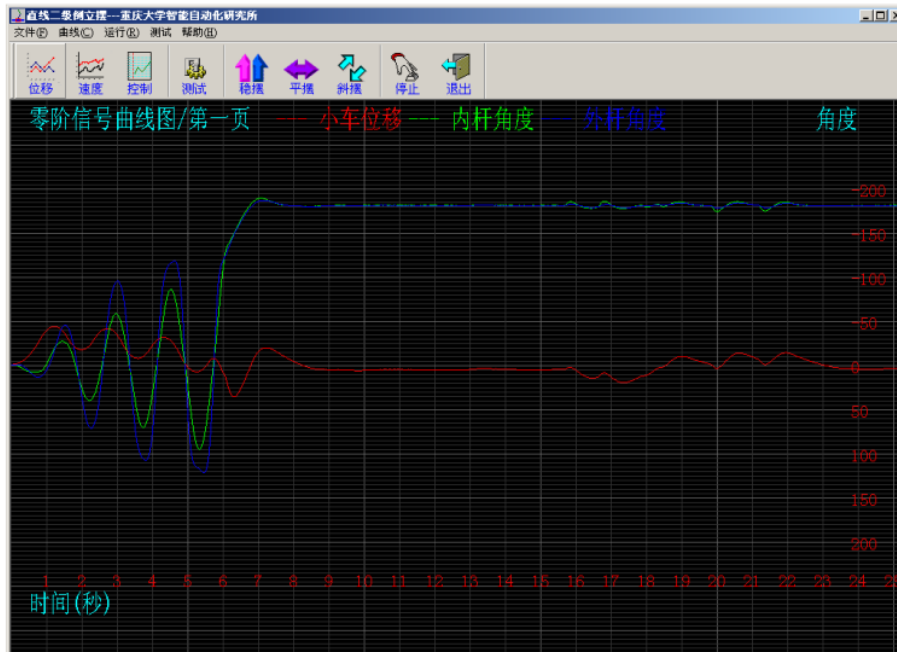 直线二级倒立摆---重庆大学智能自动化研究所
文件(F) 曲线(C) 运行(R) 测试 帮助(H)
位移 速度 控制 测试 稳摆 平摆 斜摆 停止 退出
零阶信号曲线图/第一页 小车位移 内杆角度 外杆角度 角度
-200
-150
-100
-50
0
50
100
150
200
1 2 3 4 5 6 7 8 9 10 11 12 13 14 15 16 17 18 19 20 21 22 23 24
时间(秒)